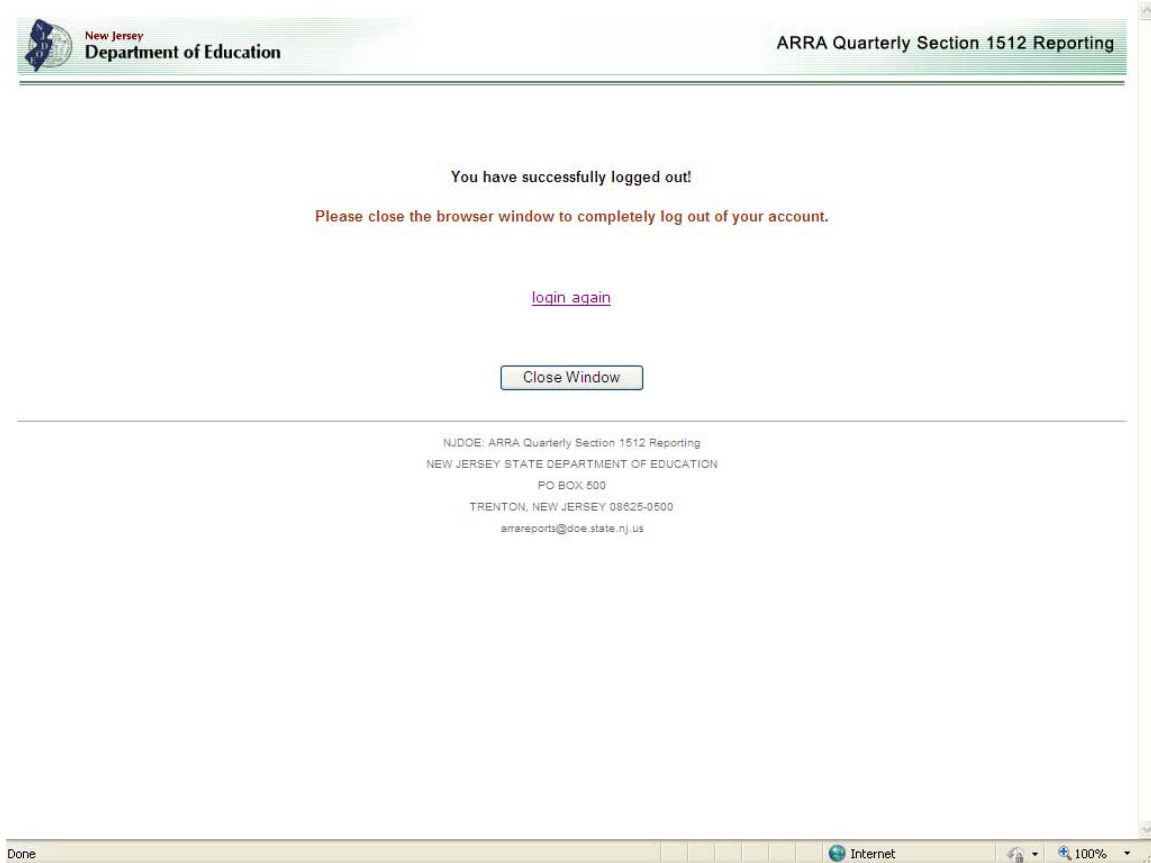 New Jersey
Department of Education
ARRA Quarterly Section 1512 Reporting
You have successfully logged out!
Please close the browser window to completely log out of your account.
login again
Close Window
NJDOE: ARRA Quarterly Section 1512 Reporting
NEW JERSEY STATE DEPARTMENT OF EDUCATION
PO BOX 500
TRENTON, NEW JERSEY 08625-0500
arrareports@doe.state.nj.us
Done
Internet
100%